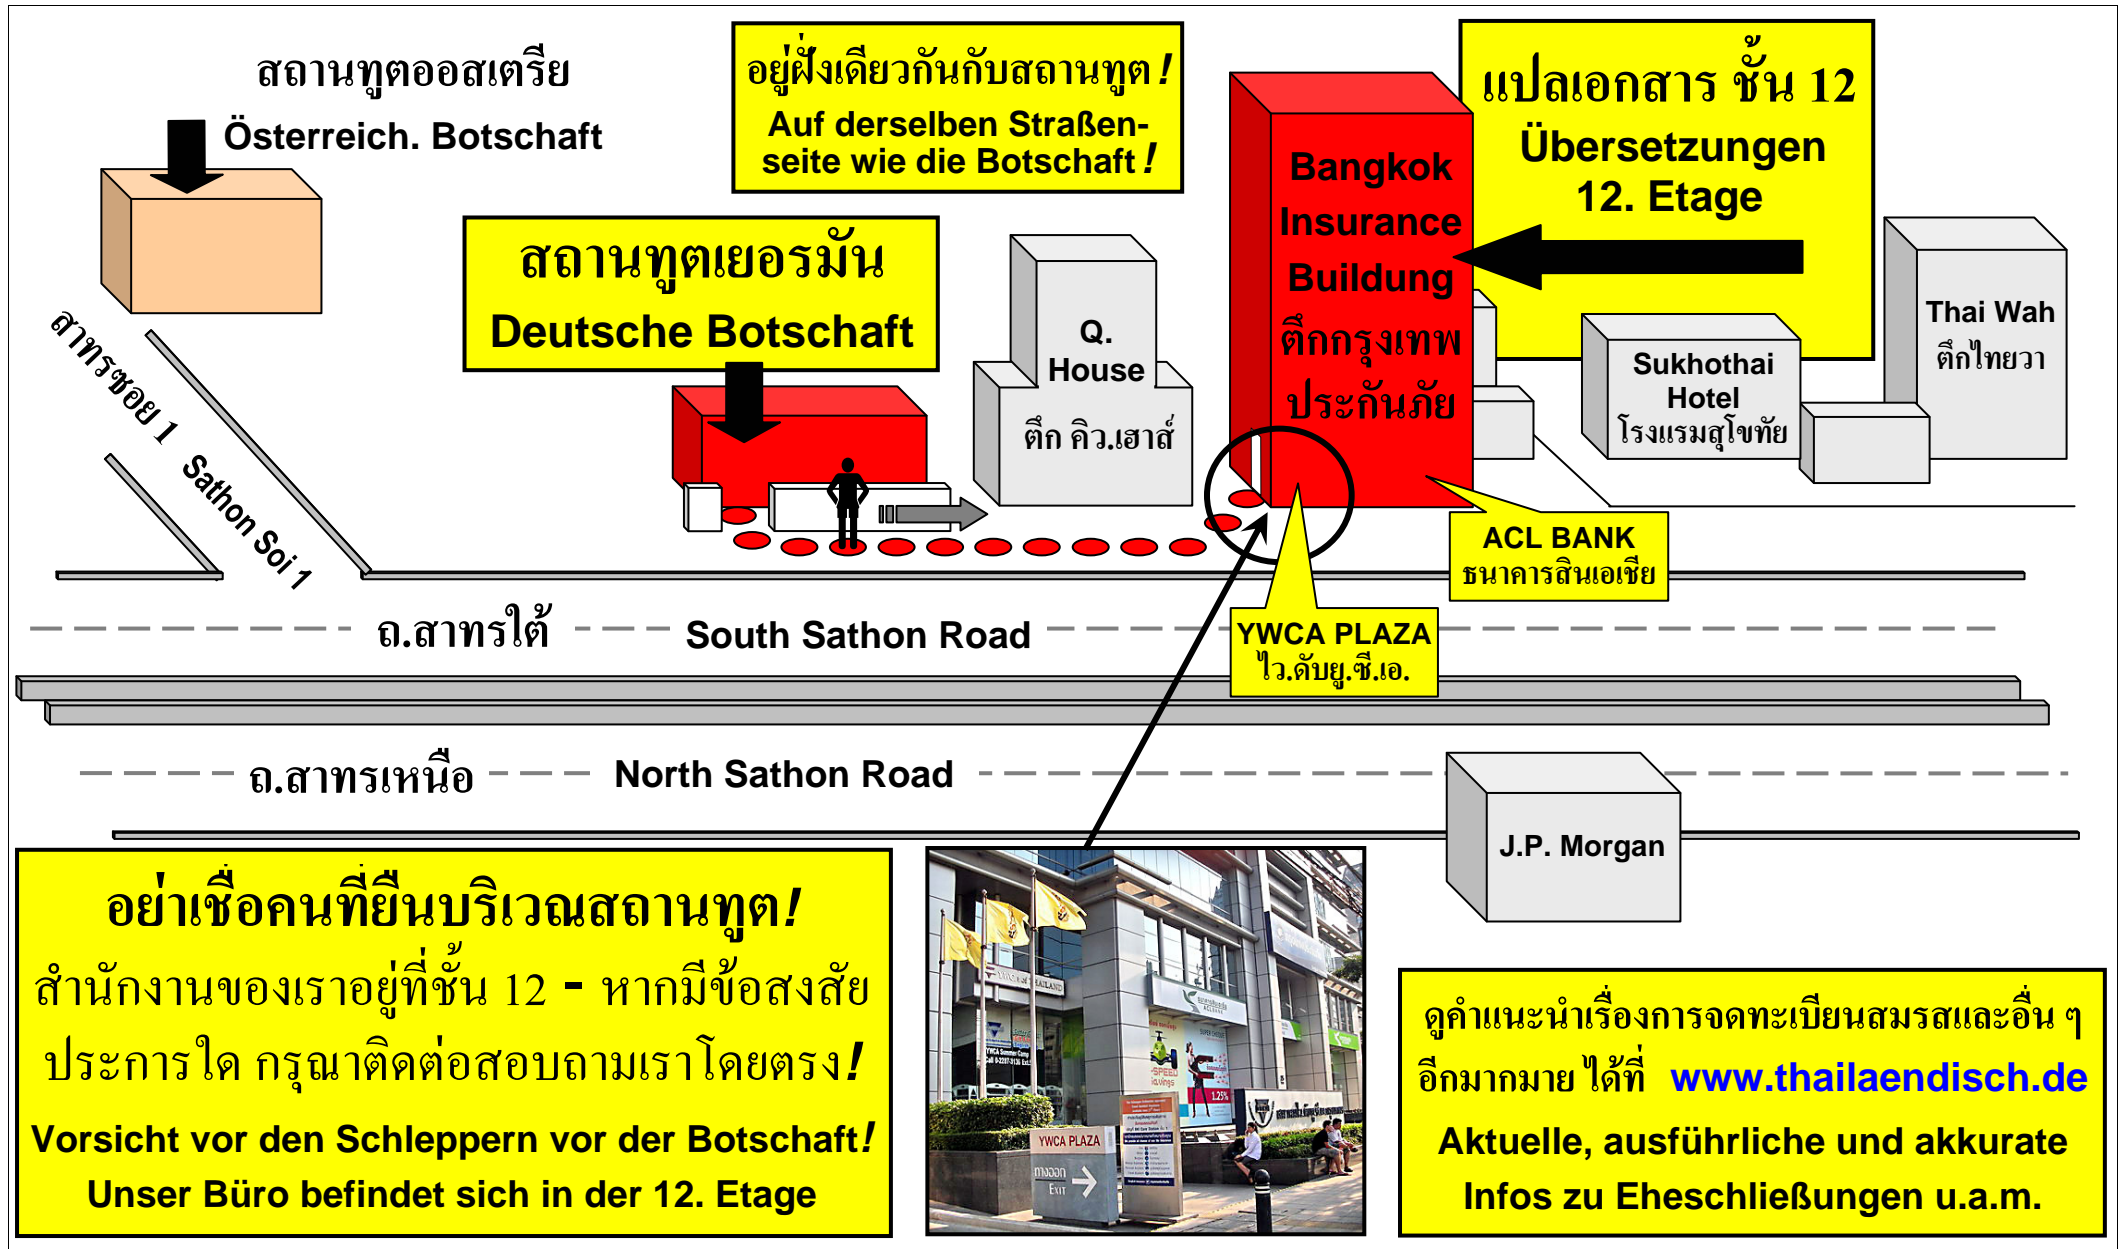 สถานทูตออสเตรีย
Österreich. Botschaft
อยู่ฝั่งเดียวกันกับสถานทูต!
Auf derselben Straßen-
seite wie die Botschaft!
แปลเอกสาร ชั้น 12
Übersetzungen
12. Etage
สถานทูตเยอรมัน
Deutsche Botschaft
Q.
House
ตึก คิว.เฮาส์
Bangkok
Insurance
Buildung
ตึกกรุงเทพ
ประกันภัย
Sukhothai
Hotel
โรงแรมสุโขทัย
Thai Wah
ตึกไทยวา
สาทรซอย 1 Sathon Soi 1
ACL BANK
ธนาคารสินเอเชีย
YWCA PLAZA
ไว.ดับยู.ซี.เอ.
ถ.สาทรใต้ South Sathon Road
ถ.สาทรเหนือ North Sathon Road
J.P. Morgan
อย่าเชื่อคนที่ยืนบริเวณสถานทูต!
สำนักงานของเราอยู่ที่ชั้น 12 - หากมีข้อสงสัย
ประการใด กรุณาติดต่อสอบถามเราโดยตรง!
Vorsicht vor den Schleppern vor der Botschaft!
Unser Büro befindet sich in der 12. Etage
YWCA OF THAILAND
ACL BANK
YWCA Summer Camp
SUPER CHOICE
SPEED
1.25%
YWCA PLAZA
ทางออก
EXIT
ดูคำแนะนำเรื่องการจดทะเบียนสมรสและอื่น ๆ
อีกมากมาย ได้ที่ www.thailaendisch.de
Aktuelle, ausführliche und akkurate
Infos zu Eheschließungen u.a.m.